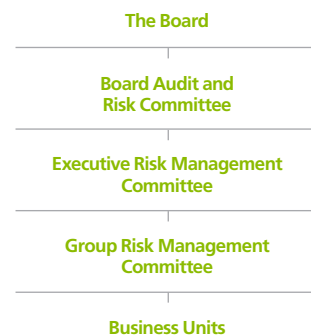 The Board
Board Audit and
Risk Committee
Executive Risk Management
Committee
Group Risk Management
Committee
Business Units